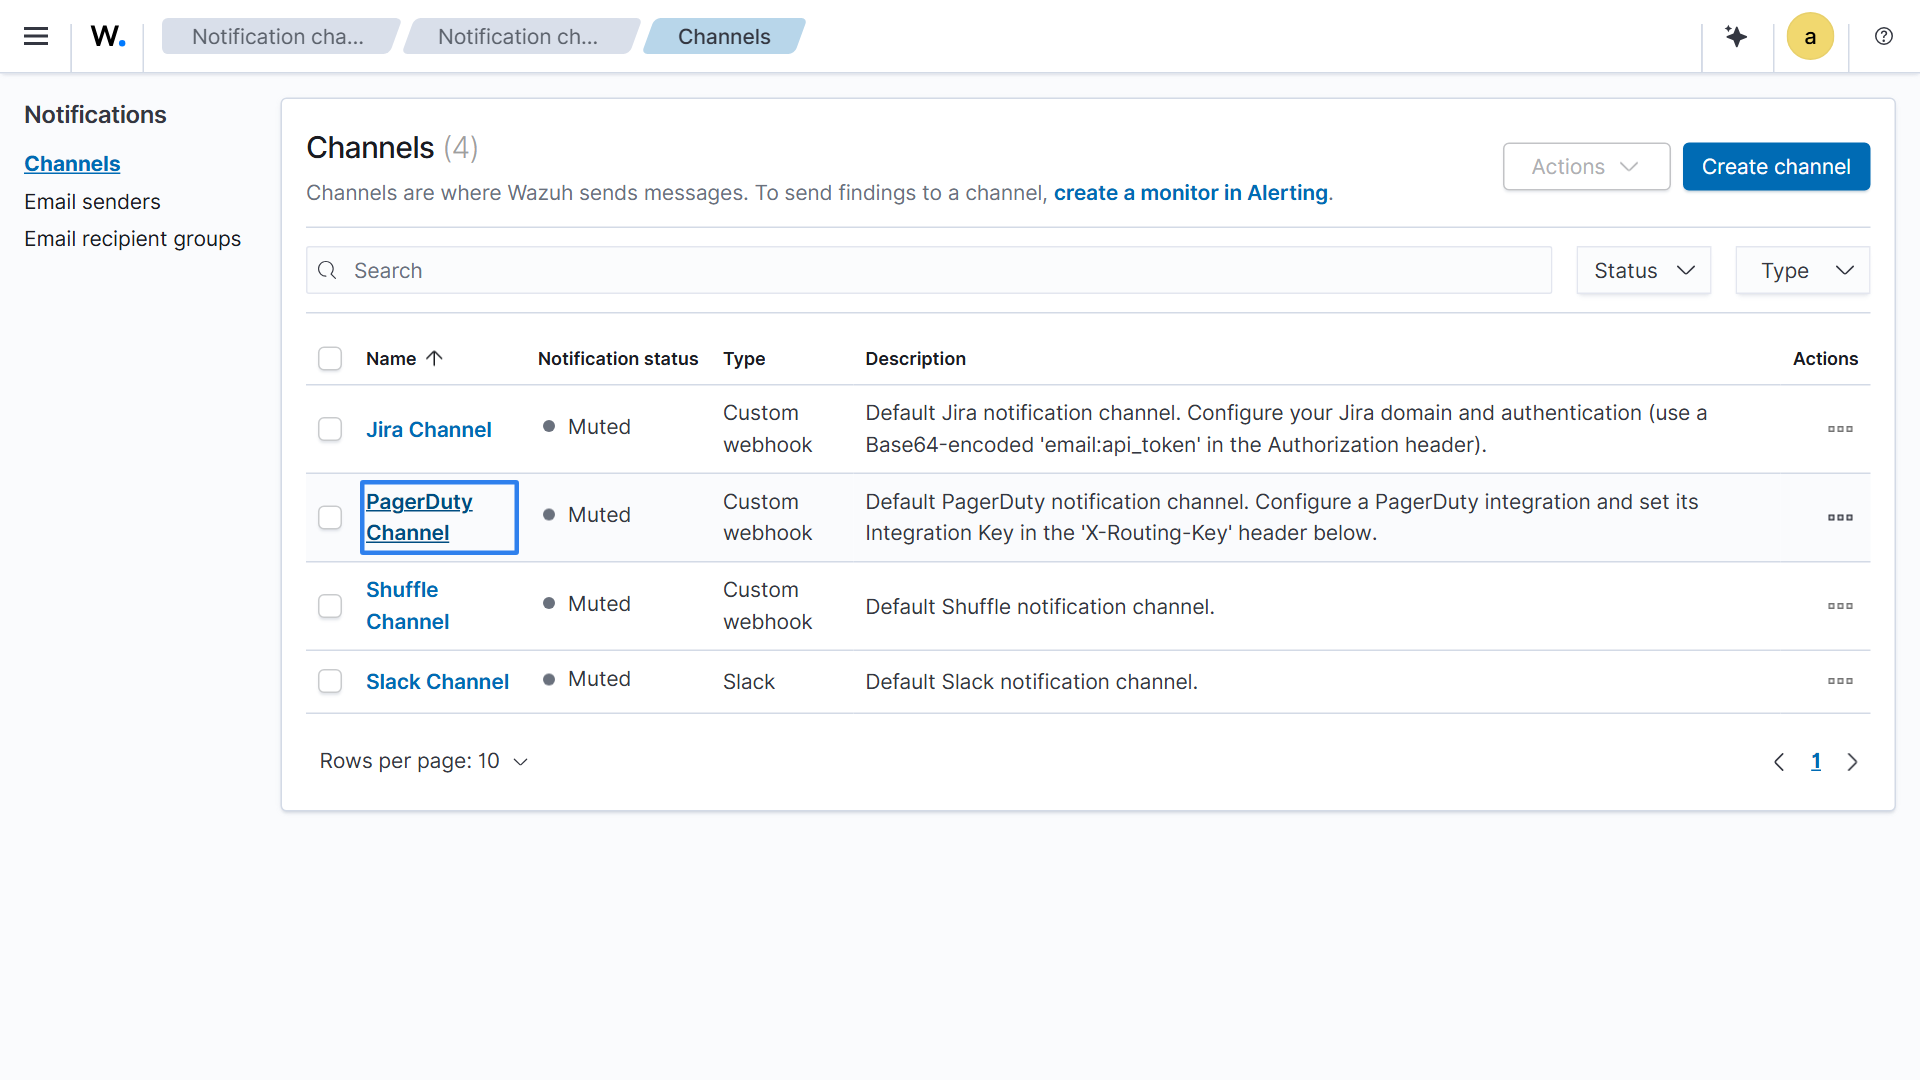 W.
Notification cha...
Notification ch...
Channels
a
Notifications
Channels
Email senders
Email recipient groups
Channels (4)
Channels are where Wazuh sends messages. To send findings to a channel, create a monitor in Alerting.
Actions
Create channel
Search
Status
Type
Name
Notification status
Type
Description
Actions
Jira Channel
Muted
Custom
webhook
Default Jira notification channel. Configure your Jira domain and authentication (use a
Base64-encoded 'email:api_token' in the Authorization header).
PagerDuty
Channel
Muted
Custom
webhook
Default PagerDuty notification channel. Configure a PagerDuty integration and set its
Integration Key in the 'X-Routing-Key' header below.
Shuffle
Channel
Muted
Custom
webhook
Default Shuffle notification channel.
Slack Channel
Muted
Slack
Default Slack notification channel.
Rows per page: 10
1